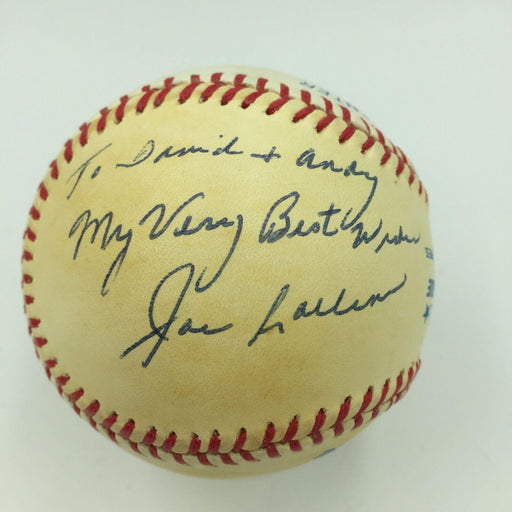 To David + Andy
My Very Best Wishes
Joe